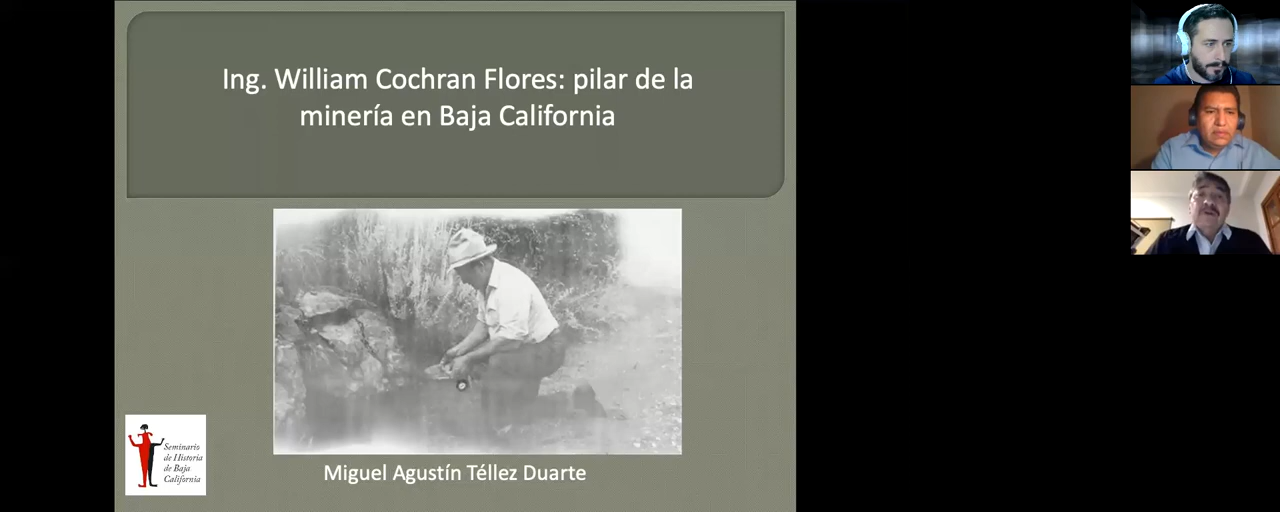 Ing. William Cochran Flores: pilar de la
minería en Baja California
Seminario
de Historia
de Baja
California
Miguel Agustín Téllez Duarte